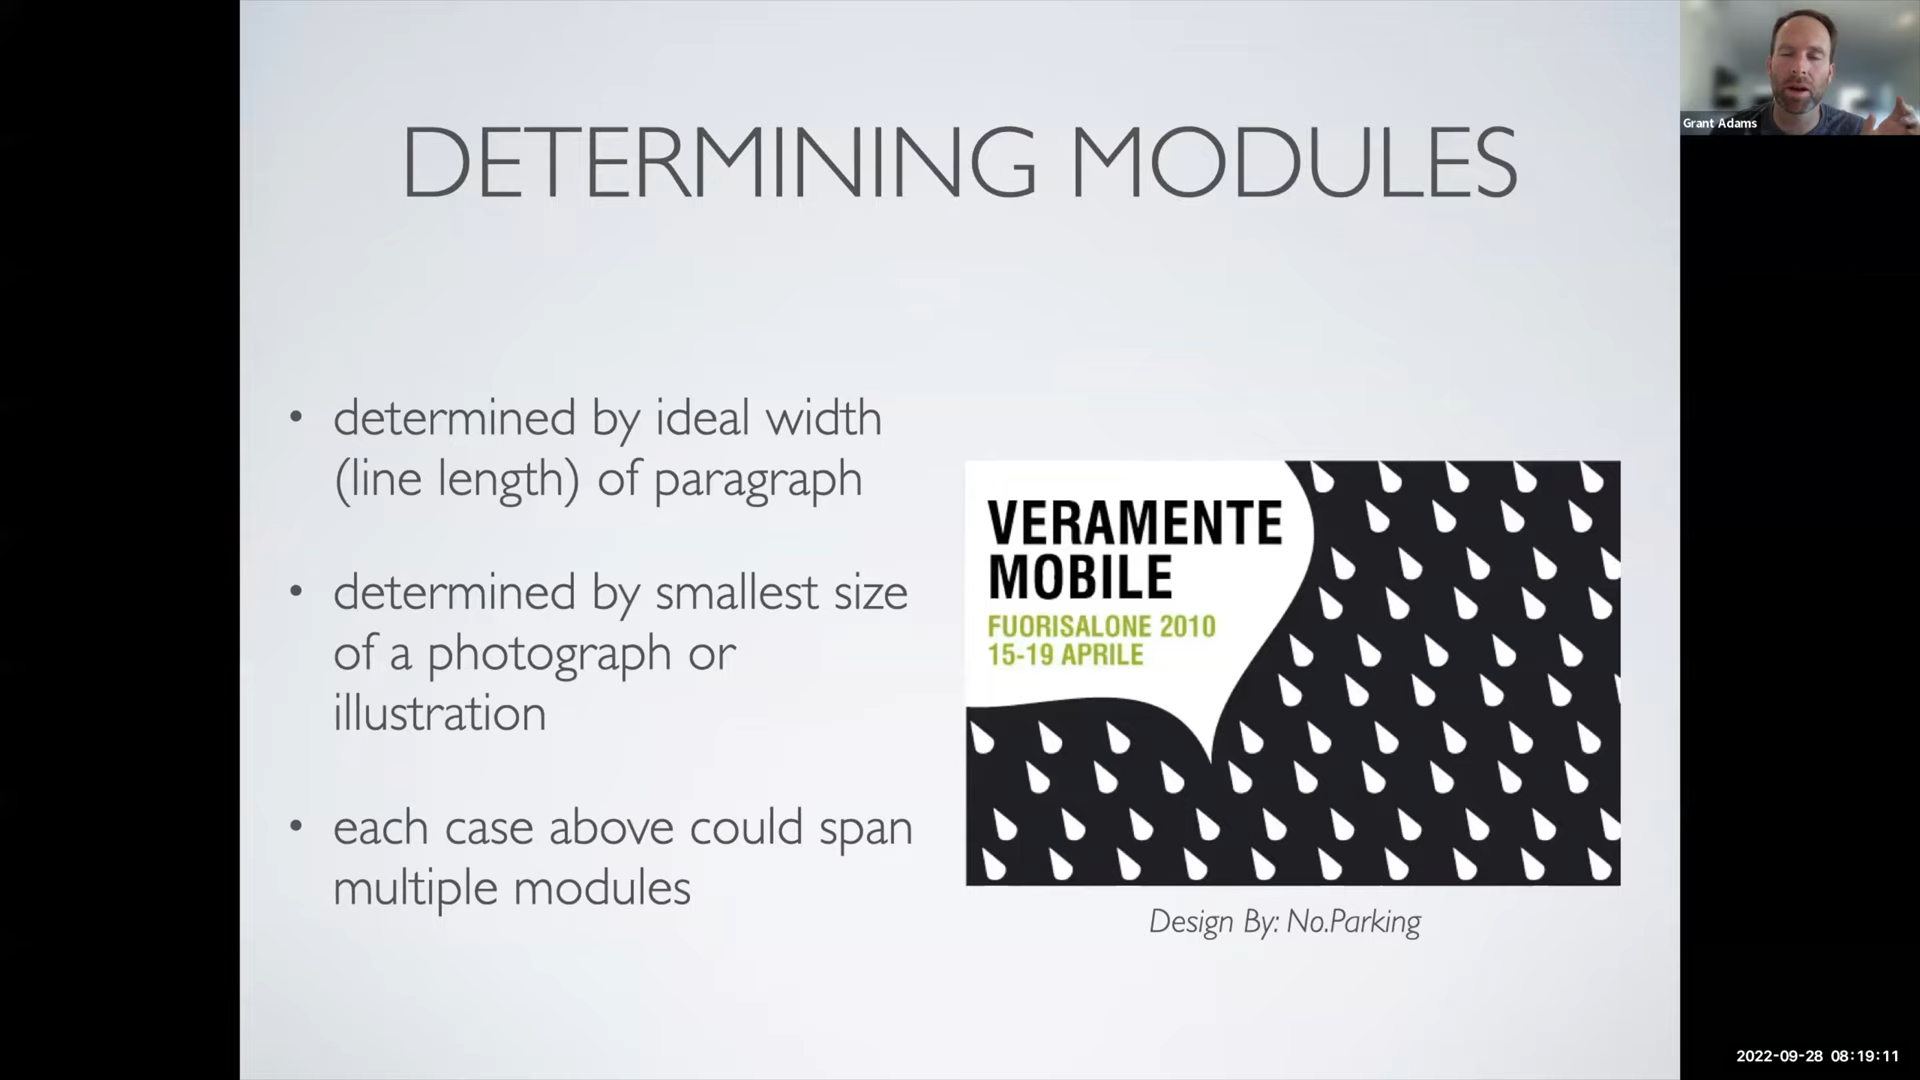 DETERMINING MODULES
• determined by ideal width
(line length) of paragraph
• determined by smallest size
of a photograph or
illustration
• each case above could span
multiple modules
VERAMENTE
MOBILE
FUORISALONE 2010
15-19 APRILE
Design By: No.Parking
Grant Adams
2022-09-28 08:19:11